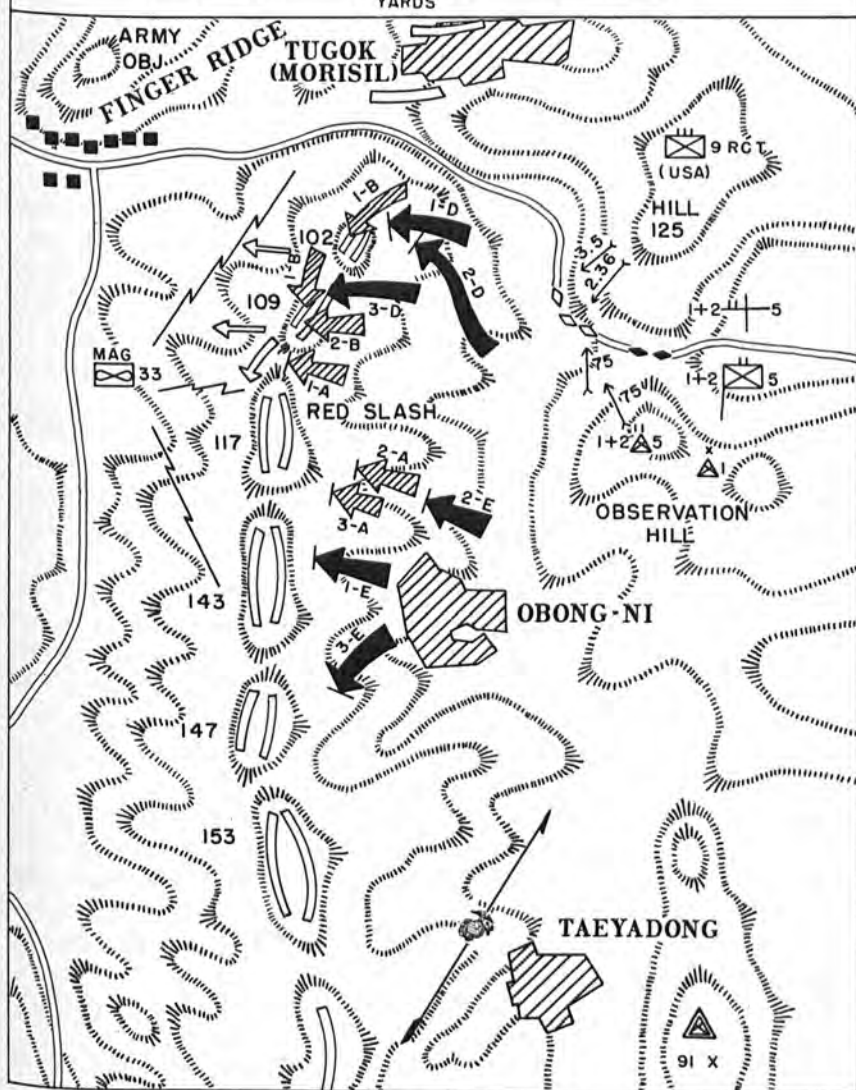 YARDS
ARMY
OBJ
FINGER RIDGE
TUGOK
(MORISIL)
9 RCT
(USA)
HILL
125
1-B
1-D
102
1-B
2-D
3.5
2.36
109
3-D
2-B
1+2 5
MAG
33
1-A
75
1+2 5
RED SLASH
75
117
2-A
1+2 5
1
3-A
2-E
OBSERVATION
HILL
1-E
143
OBONG-NI
3-E
147
153
TAEYADONG
91 X